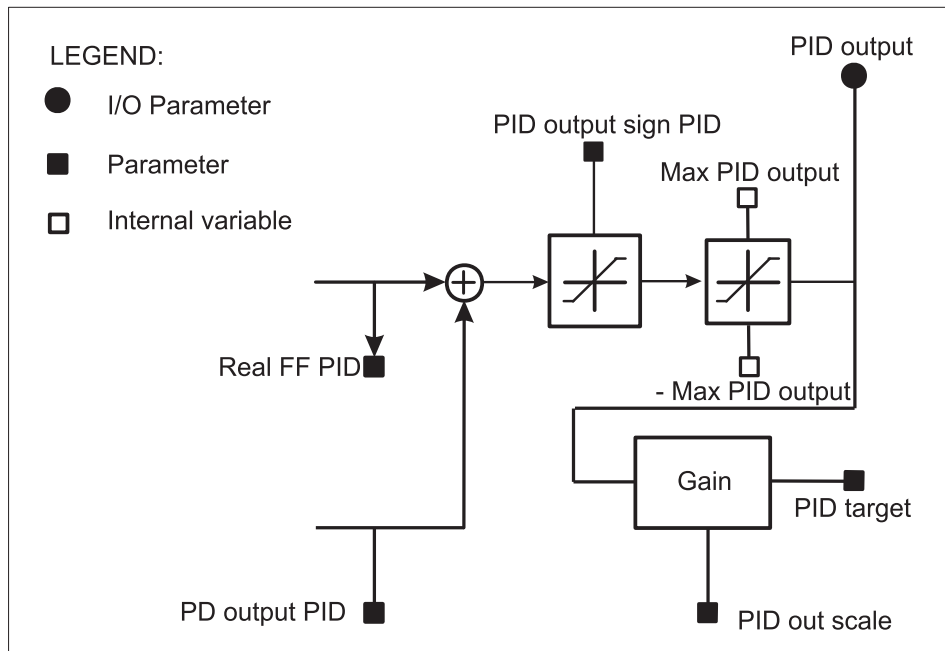 LEGEND:
I/O Parameter
Parameter
Internal variable
PID output
PID output sign PID
Max PID output
Real FF PID
- Max PID output
Gain
PID target
PD output PID
PID out scale